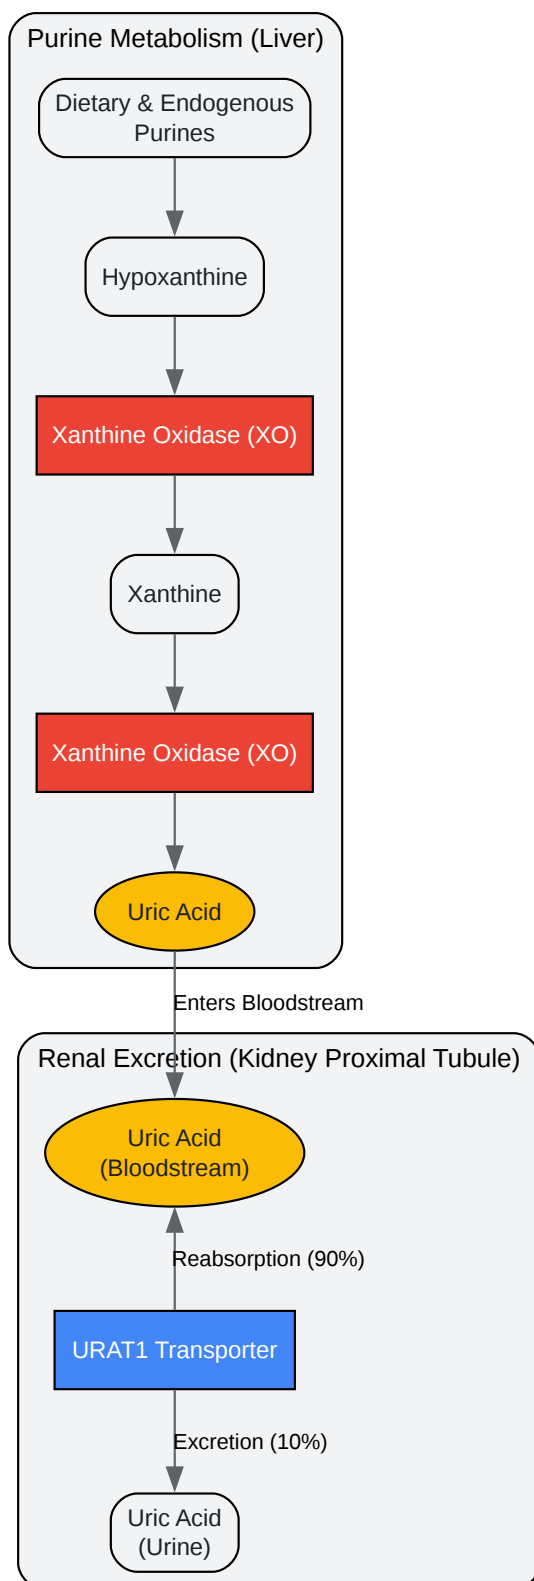 Purine Metabolism (Liver)
Dietary & Endogenous
Purines
Hypoxanthine
Xanthine Oxidase (XO)
Xanthine
Xanthine Oxidase (XO)
Uric Acid
Enters Bloodstream
Renal Excretion (Kidney Proximal Tubule)
Uric Acid
(Bloodstream)
Reabsorption (90%)
URAT1 Transporter
Excretion (10%)
Uric Acid
(Urine)